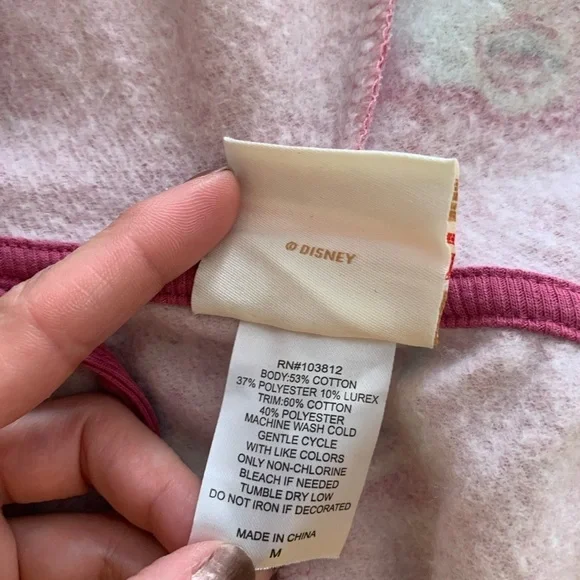 © DISNEY
RN#103812
BODY:53% COTTON
37% POLYESTER 10% LUREX
TRIM:60% COTTON
40% POLYESTER
MACHINE WASH COLD
GENTLE CYCLE
WITH LIKE COLORS
ONLY NON-CHLORINE
BLEACH IF NEEDED
TUMBLE DRY LOW
DO NOT IRON IF DECORATED
MADE IN CHINA
M